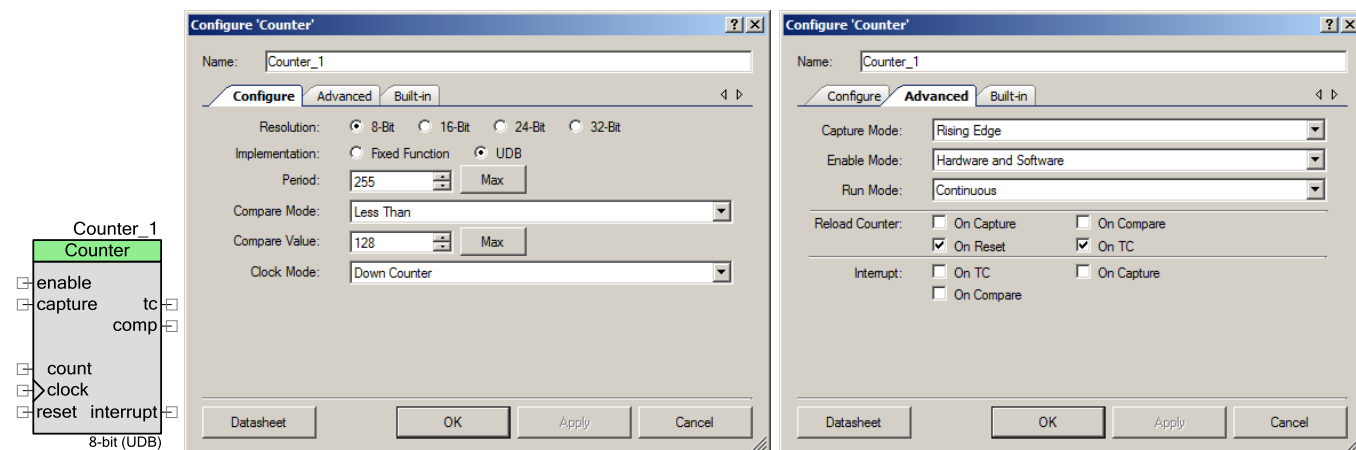 Counter_1
Counter
enable
capture tc
comp
count
clock
reset interrupt
8-bit (UDB)
Configure 'Counter'
Name: Counter_1
Configure Advanced Built-in
Resolution: 8-Bit 16-Bit 24-Bit 32-Bit
Implementation: Fixed Function UDB
Period: 255 Max
Compare Mode: Less Than
Compare Value: 128 Max
Clock Mode: Down Counter
Datasheet OK Apply Cancel
Configure 'Counter'
Name: Counter_1
Configure Advanced Built-in
Capture Mode: Rising Edge
Enable Mode: Hardware and Software
Run Mode: Continuous
Reload Counter: On Capture On Compare
On Reset On TC
Interrupt: On TC On Capture
On Compare
Datasheet OK Apply Cancel